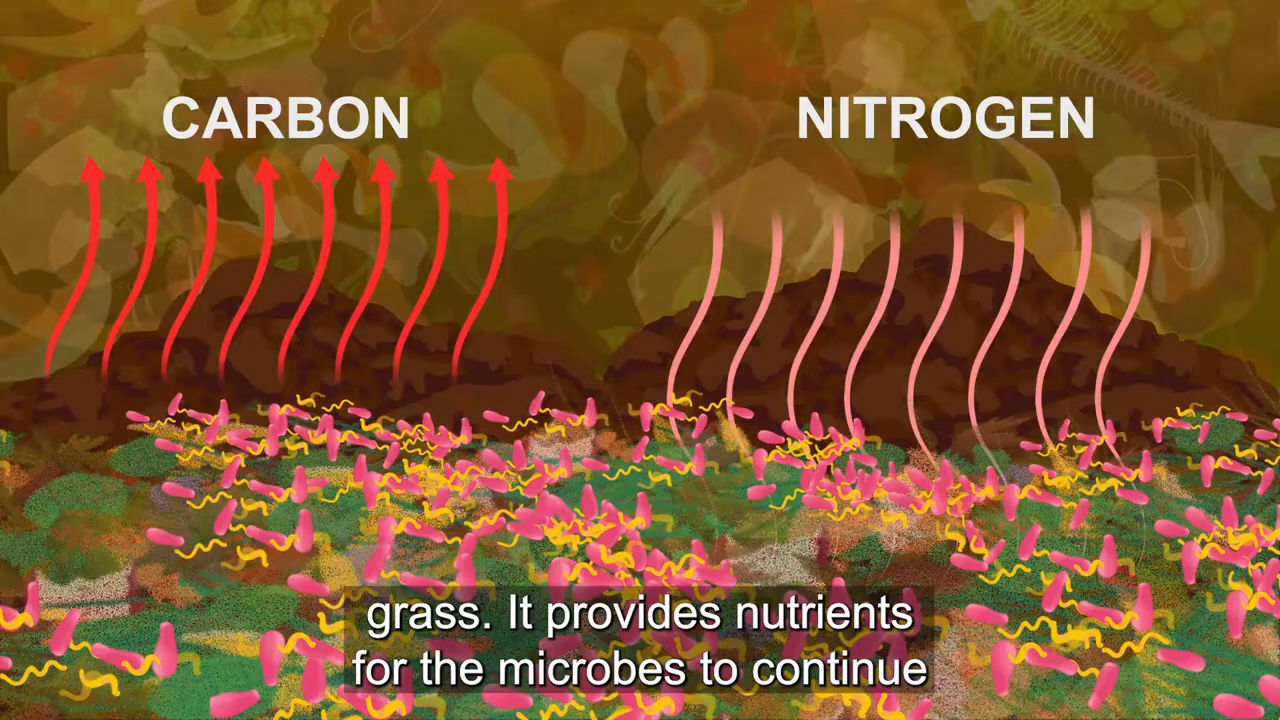 CARBON
NITROGEN
grass. It provides nutrients
for the microbes to continue